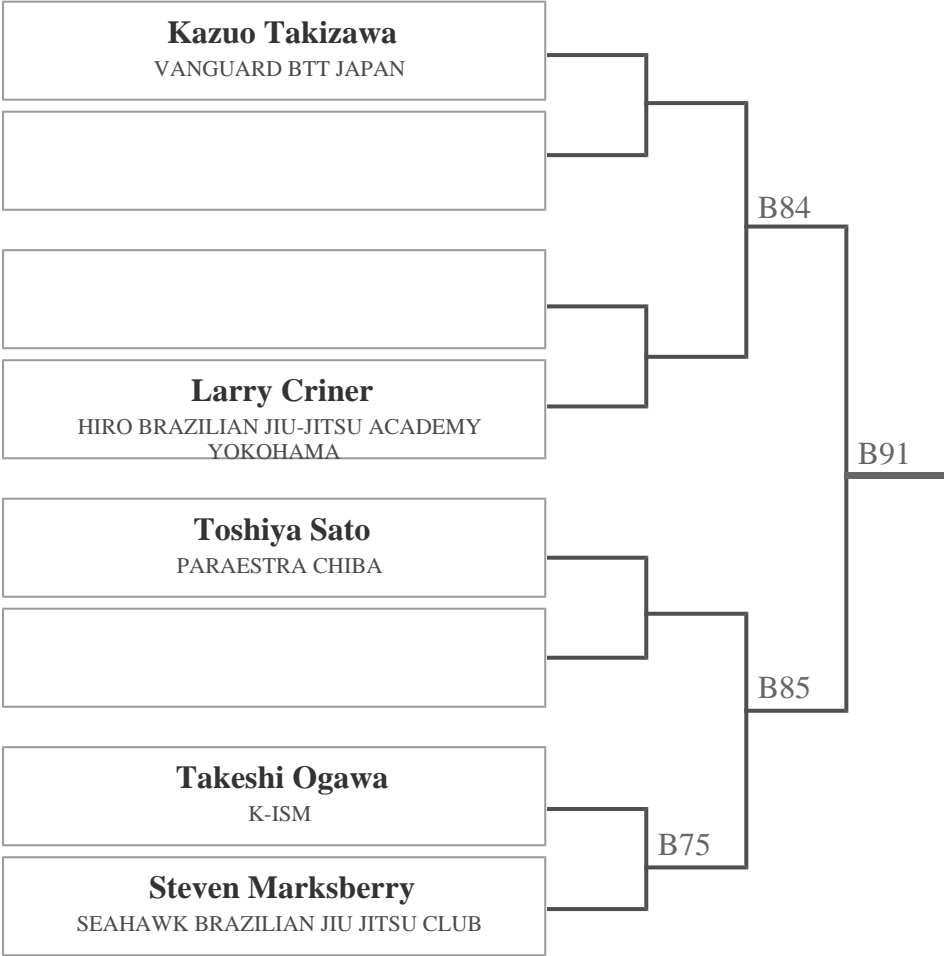 Kazuo Takizawa
VANGUARD BTT JAPAN
B84
Larry Criner
HIRO BRAZILIAN JIU-JITSU ACADEMY
YOKOHAMA
B91
Toshiya Sato
PARAESTRA CHIBA
B85
Takeshi Ogawa
K-ISM
B75
Steven Marksberry
SEAHAWK BRAZILIAN JIU JITSU CLUB